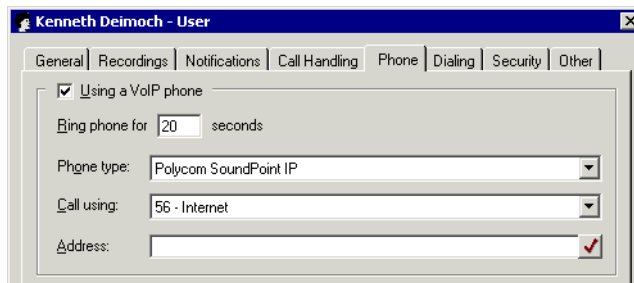 Kenneth Deimoch - User
General Recordings Notifications Call Handling Phone Dialing Security Other
Using a VoIP phone
Ring phone for 20 seconds
Phone type: Polycom SoundPoint IP
Call using: 56 - Internet
Address: